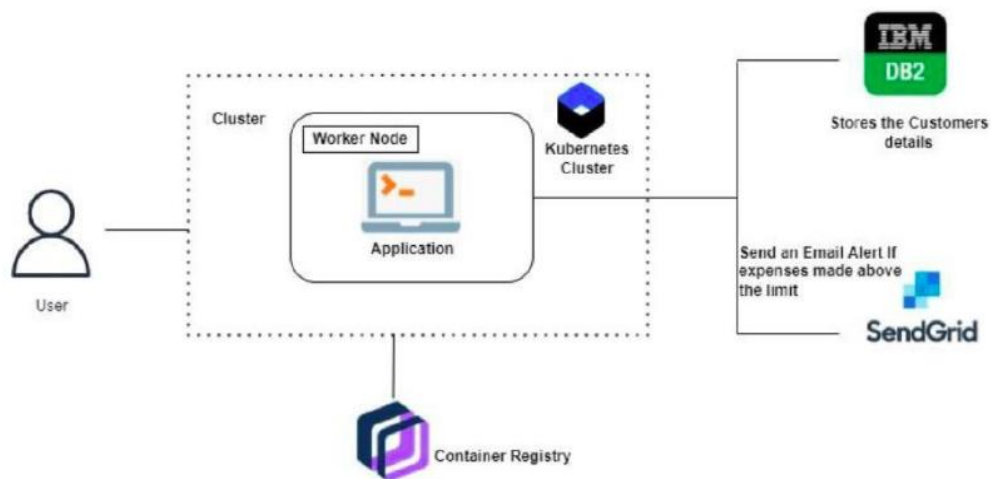 IBM
DB2
Stores the Customers
details
Cluster
Worker Node
Kubernetes
Cluster
Application
User
Send an Email Alert If
expenses made above
the limit
SendGrid
Container Registry